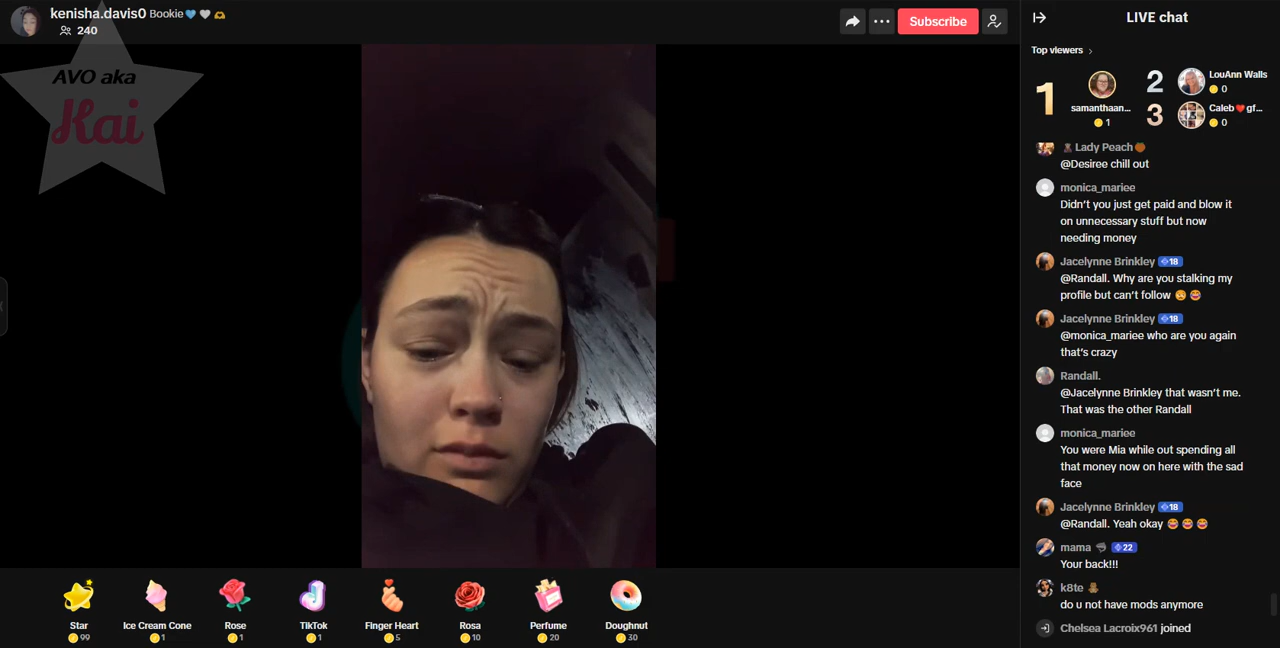 kenisha.davis0 Bookie💙🤍🫶
240
Subscribe
AVO aka
Kai
LIVE chat
Top viewers
1
samanthaan...
1
2
LouAnn Walls
0
3
Caleb❤️gf...
0
Lady Peach
@Desiree chill out
monica_mariee
Didn't you just get paid and blow it
on unnecessary stuff but now
needing money
Jacelynne Brinkley 18
@Randall. Why are you stalking my
profile but can't follow
Jacelynne Brinkley 18
@monica_mariee who are you again
that's crazy
Randall.
@Jacelynne Brinkley that wasn't me.
That was the other Randall
monica_mariee
You were Mia while out spending all
that money now on here with the sad
face
Jacelynne Brinkley 18
@Randall. Yeah okay
mama 22
Your back!!!
k8te
do u not have mods anymore
Chelsea Lacroix961 joined
Star
99
Ice Cream Cone
1
Rose
1
TikTok
1
Finger Heart
5
Rosa
10
Perfume
20
Doughnut
30